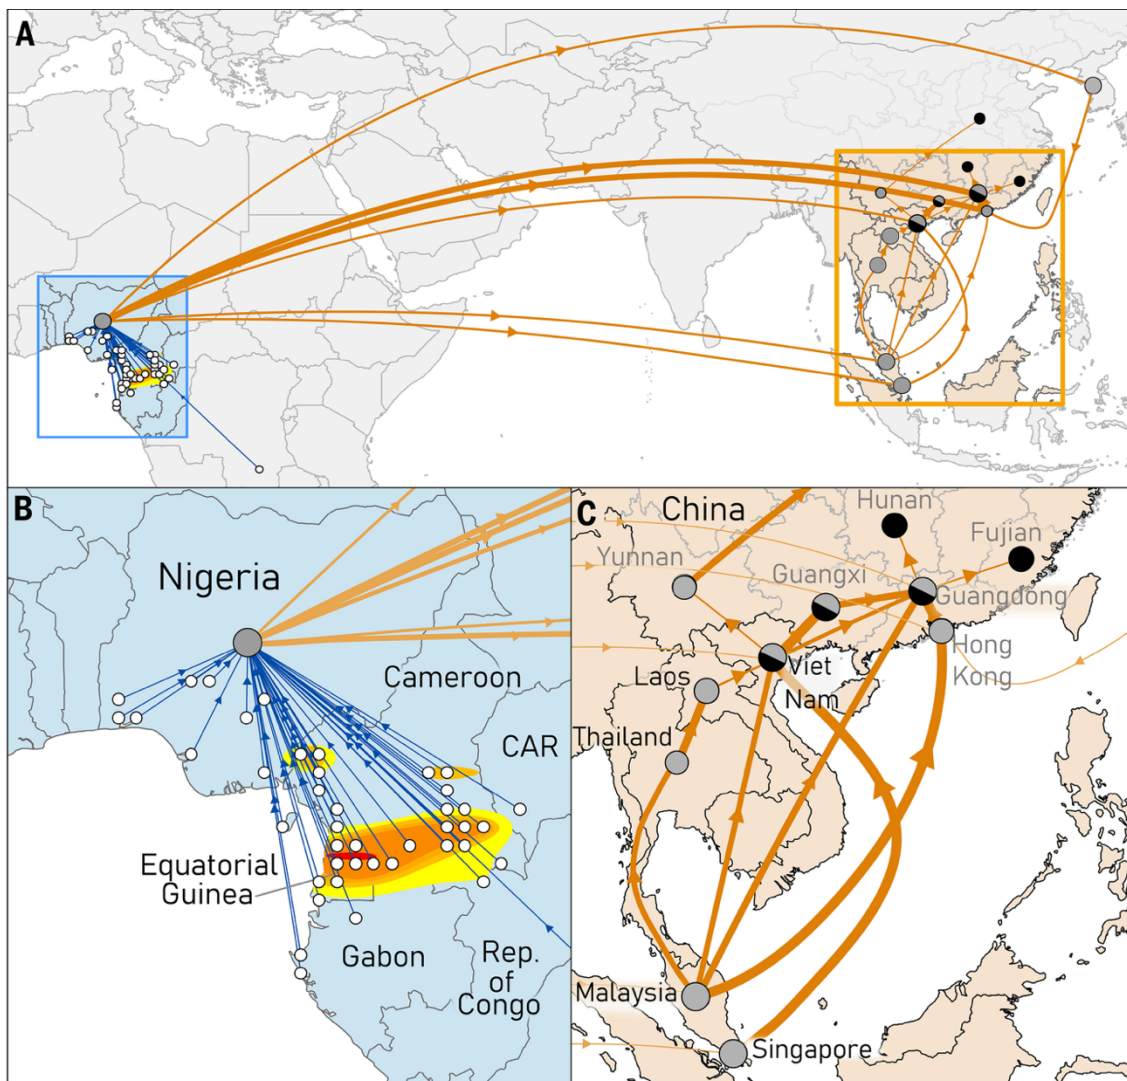 A
B
Nigeria
Cameroon
CAR
Equatorial
Guinea
Gabon
Rep.
of
Congo
C
China
Hunan
Fujian
Yunnan
Guangxi
Guangdong
Hong
Kong
Viet
Nam
Laos
Thailand
Malaysia
Singapore